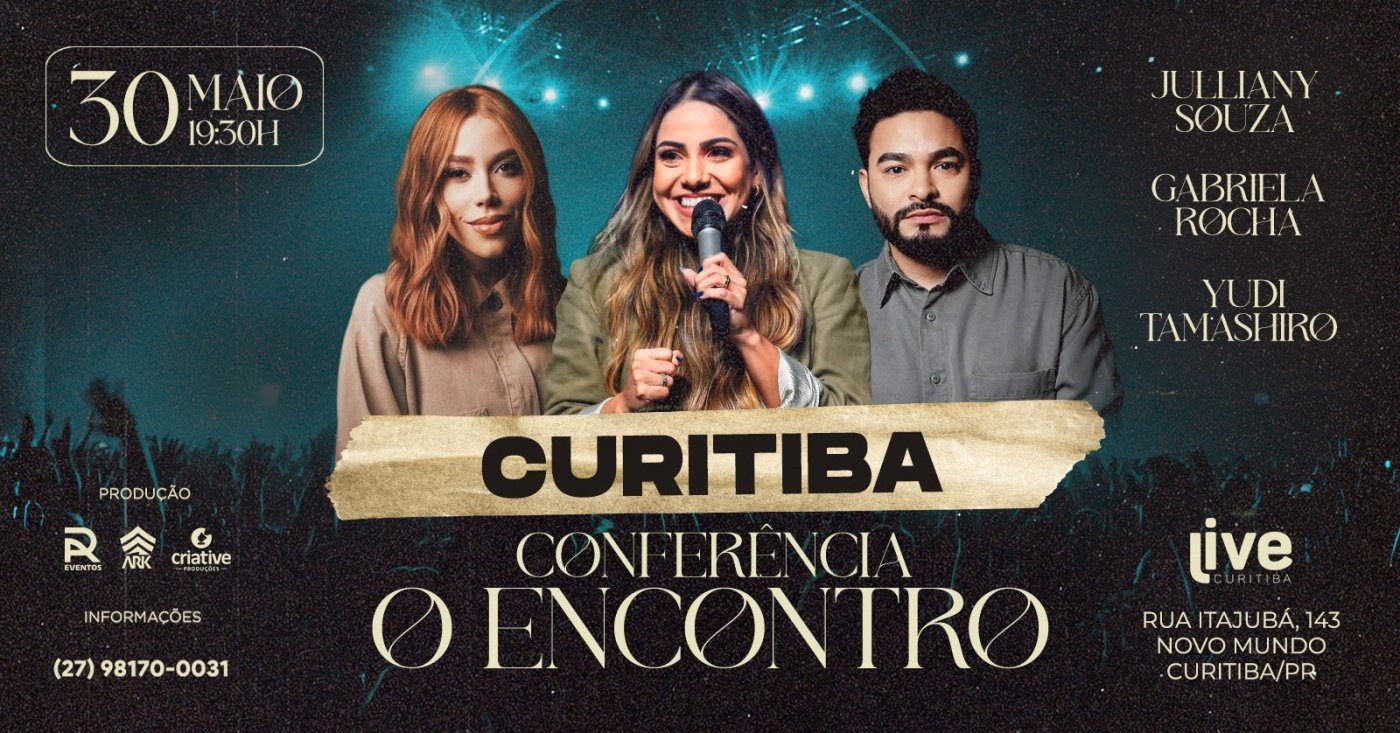 30 MAIO
19:30H
JULLIANY
SOUZA
GABRIELA
ROCHA
YUDI
TAMASHIRO
CURITIBA
CONFERÊNCIA
O ENCONTRO
PRODUÇÃO
R EVENTOS
ARK
criative
PRODUÇÕES
INFORMAÇÕES
(27) 98170-0031
live
CURITIBA
RUA ITAJUBÁ, 143
NOVO MUNDO
CURITIBA/PR